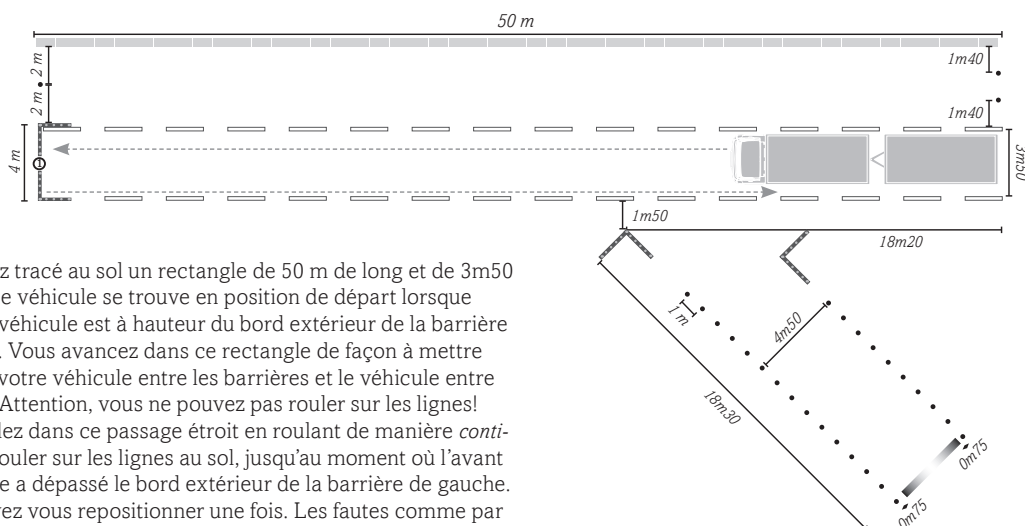 50 m
2 m
2 m
1m40
1m40
4 m
1
3m50
1m50
18m20
z tracé au sol un rectangle de 50 m de long et de 3m50
e véhicule se trouve en position de départ lorsque
véhicule est à hauteur du bord extérieur de la barrière
. Vous avancez dans ce rectangle de façon à mettre
votre véhicule entre les barrières et le véhicule entre
Attention, vous ne pouvez pas rouler sur les lignes!
lez dans ce passage étroit en roulant de manière conti-
ouler sur les lignes au sol, jusqu'au moment où l'avant
e a dépassé le bord extérieur de la barrière de gauche.
ez vous repositionner une fois. Les fautes comme par
1 m
4m50
18m30
0m75
0m75